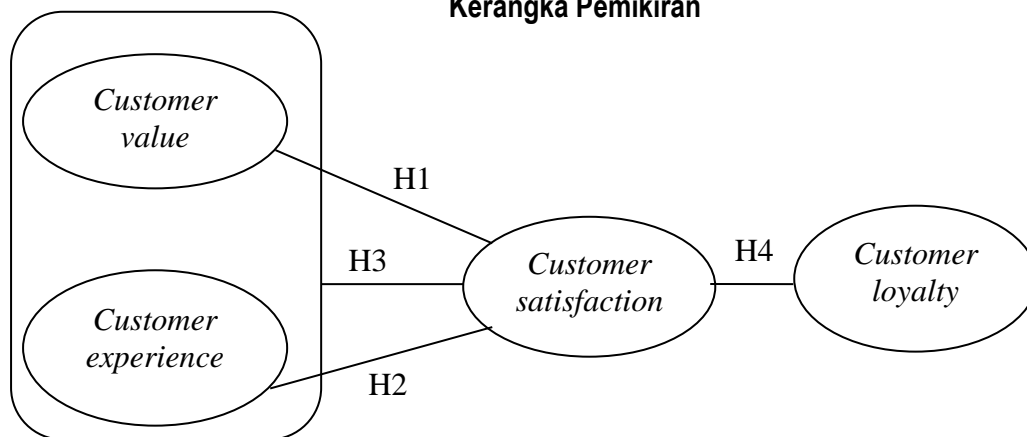 Kerangka Pemikiran
Customer
value
H1
H3
Customer
satisfaction
H4
Customer
loyalty
Customer
experience
H2